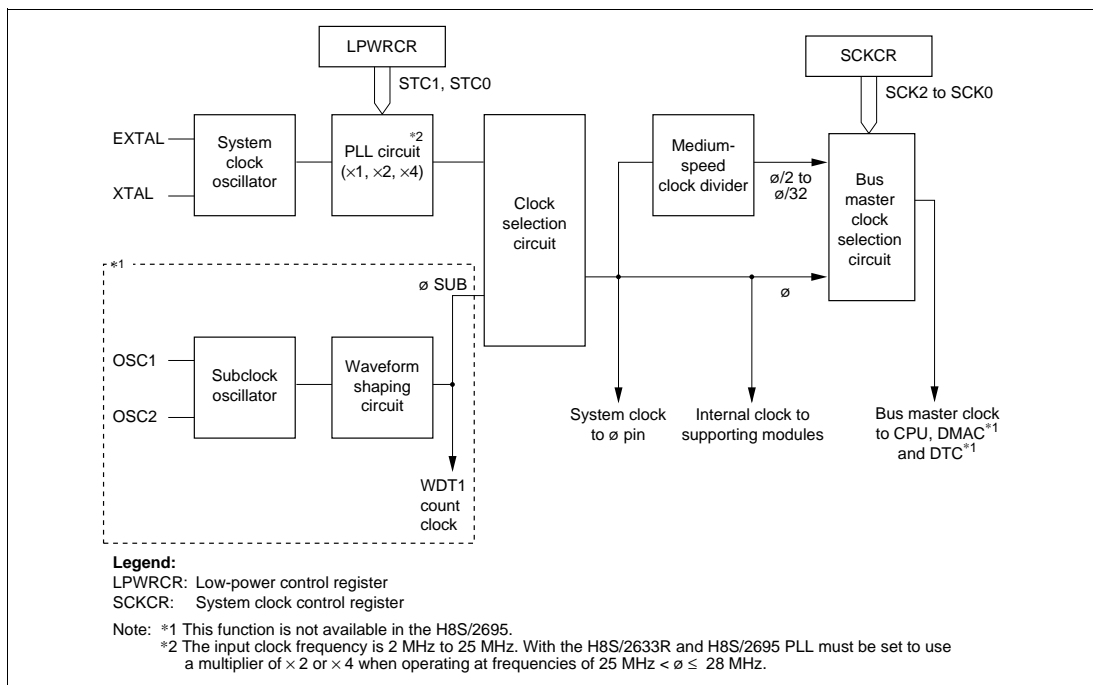 LPWRCR
STC1, STC0
SCKCR
SCK2 to SCK0
EXTAL
XTAL
System
clock
oscillator
*2
PLL circuit
(×1, ×2, ×4)
Clock
selection
circuit
Medium-
speed
clock divider
ø/2 to
ø/32
Bus
master
clock
selection
circuit
ø
*1
ø SUB
OSC1
OSC2
Subclock
oscillator
Waveform
shaping
circuit
WDT1
count
clock
System clock
to ø pin
Internal clock to
supporting modules
Bus master clock
to CPU, DMAC*1
and DTC*1
Legend:
LPWRCR: Low-power control register
SCKCR: System clock control register
Note: *1 This function is not available in the H8S/2695.
*2 The input clock frequency is 2 MHz to 25 MHz. With the H8S/2633R and H8S/2695 PLL must be set to use
a multiplier of × 2 or × 4 when operating at frequencies of 25 MHz < ø ≤ 28 MHz.